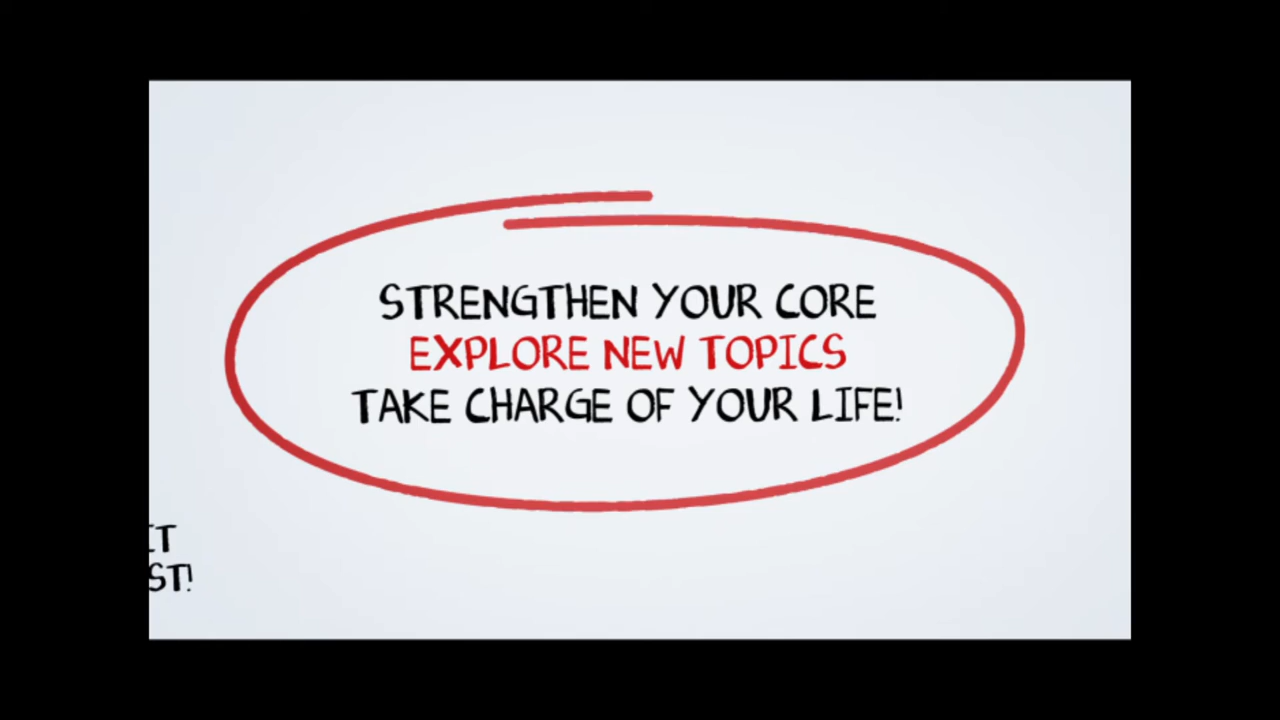 STRENGTHEN YOUR CORE
EXPLORE NEW TOPICS
TAKE CHARGE OF YOUR LIFE!